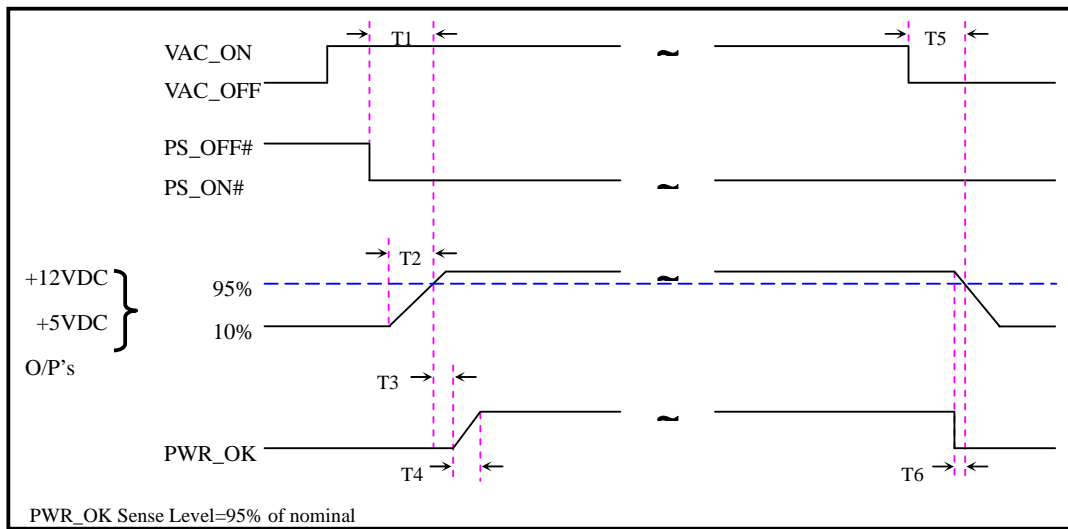 VAC_ON
T1
~
T5
VAC_OFF
PS_OFF#
PS_ON#
~
T2
+12VDC
95%
~
+5VDC
10%
O/P's
T3
~
PWR_OK
T4
T6
PWR_OK Sense Level=95% of nominal